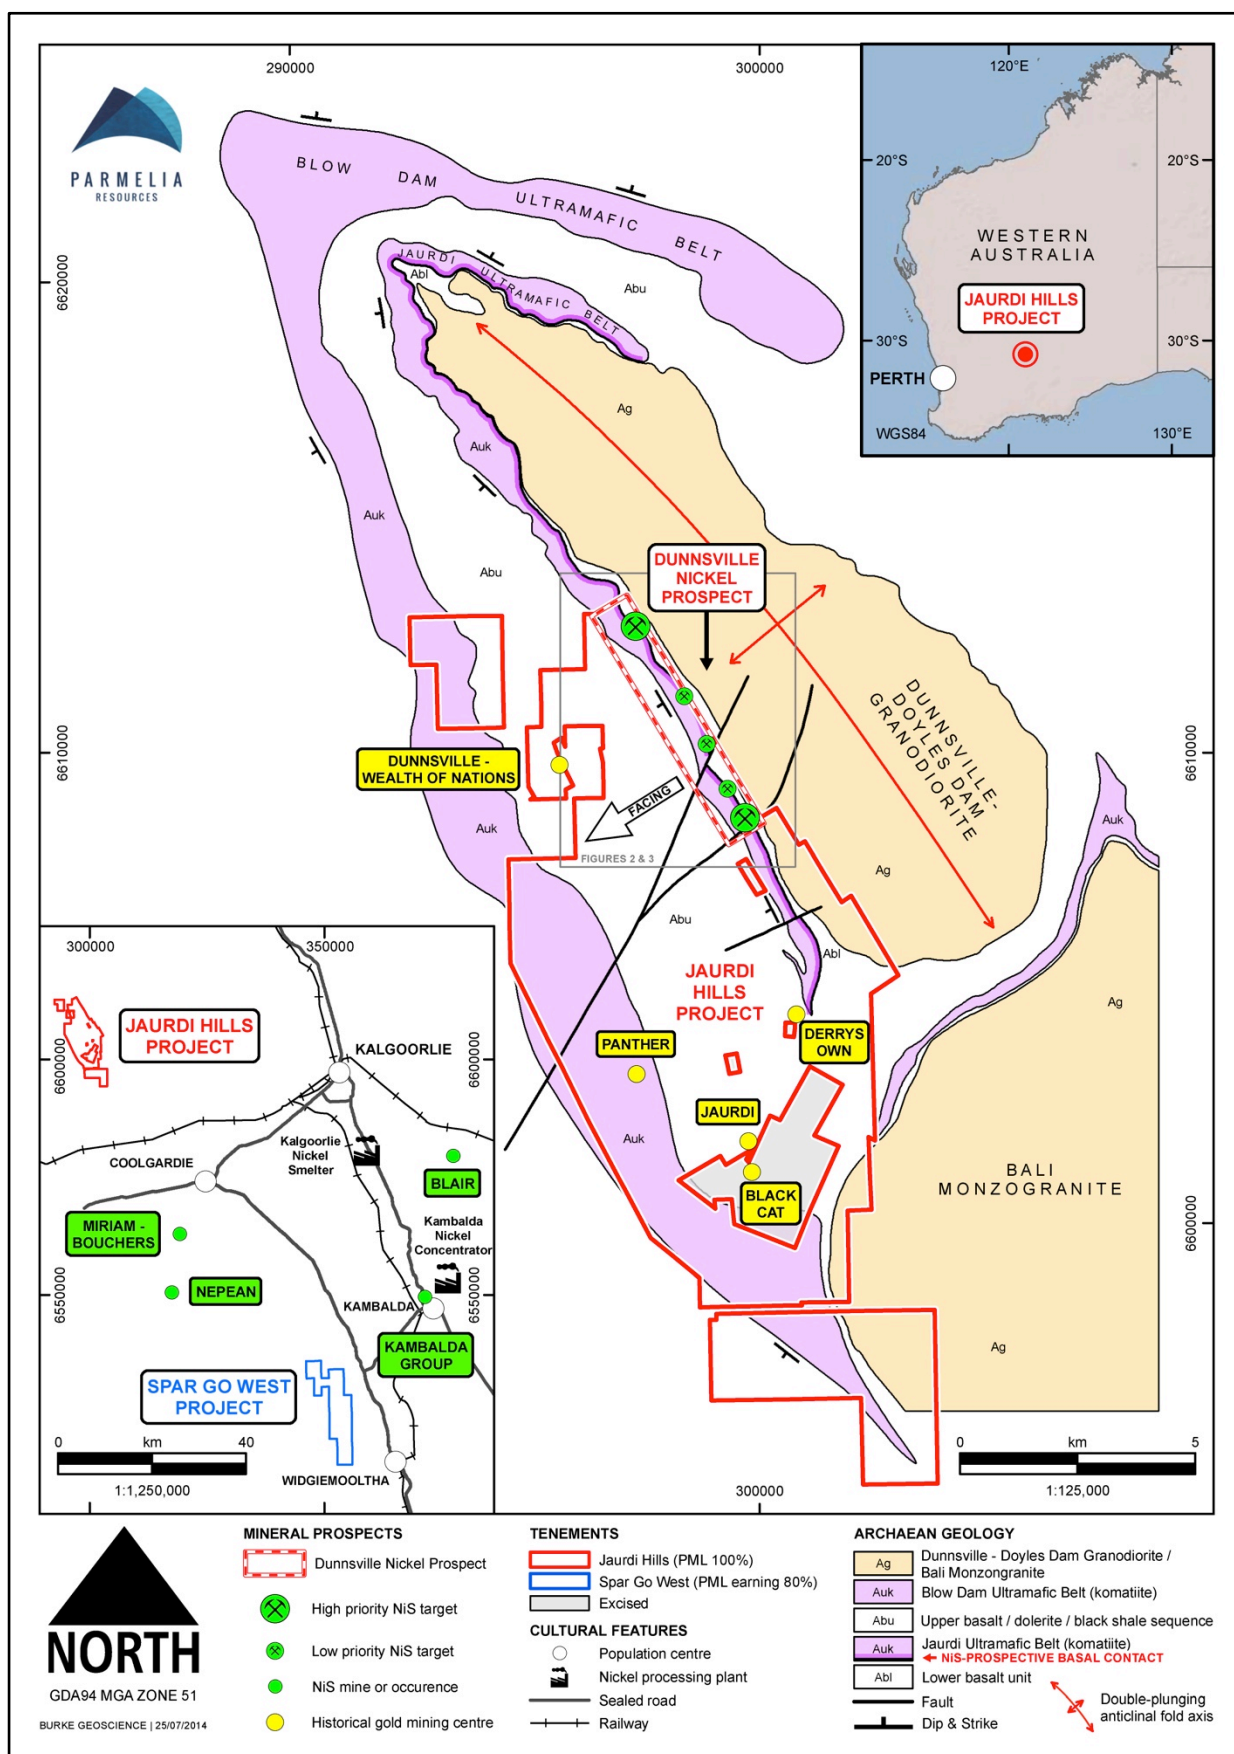 290000
300000
PARMELIA
RESOURCES
BLOW DAM ULTRAMAFIC BELT
JAURDI ULTRAMAFIC BELT
Abl
Abu
Ag
Auk
Auk
Abu
6620000
6610000
6600000
6610000
6600000
120°E
20°S
20°S
WESTERN
AUSTRALIA
JAURDI HILLS
PROJECT
30°S
30°S
PERTH
WGS84
130°E
DUNNSVILLE
NICKEL
PROSPECT
DUNNSVILLE-
DOYLES DAM
GRANODIORITE
DUNNSVILLE -
WEALTH OF NATIONS
FACING
FIGURES 2 & 3
Auk
Auk
Ag
Abu
Abl
JAURDI
HILLS
PROJECT
DERRYS
OWN
PANTHER
JAURDI
BLACK
CAT
Auk
Ag
BALI
MONZOGRANITE
Ag
300000
350000
JAURDI HILLS
PROJECT
KALGOORLIE
6600000
6600000
COOLGARDIE
Kalgoorlie
Nickel
Smelter
BLAIR
MIRIAM -
BOUCHERS
Kambalda
Nickel
Concentrator
NEPEAN
6550000
6550000
KAMBALDA
KAMBALDA
GROUP
SPAR GO WEST
PROJECT
0 km 40
WIDGIEMOOLTHA
1:1,250,000
0 km 5
1:125,000
300000
NORTH
GDA94 MGA ZONE 51
BURKE GEOSCIENCE | 25/07/2014
MINERAL PROSPECTS
Dunnsville Nickel Prospect
High priority NiS target
Low priority NiS target
NiS mine or occurence
Historical gold mining centre
TENEMENTS
Jaurdi Hills (PML 100%)
Spar Go West (PML earning 80%)
Excised
CULTURAL FEATURES
Population centre
Nickel processing plant
Sealed road
Railway
ARCHAEAN GEOLOGY
Ag Dunnsville - Doyles Dam Granodiorite /
Bali Monzongranite
Auk Blow Dam Ultramafic Belt (komatiite)
Abu Upper basalt / dolerite / black shale sequence
Auk Jaurdi Ultramafic Belt (komatiite)
NiS-PROSPECTIVE BASAL CONTACT
Abl Lower basalt unit
Fault
Dip & Strike
Double-plunging
anticlinal fold axis